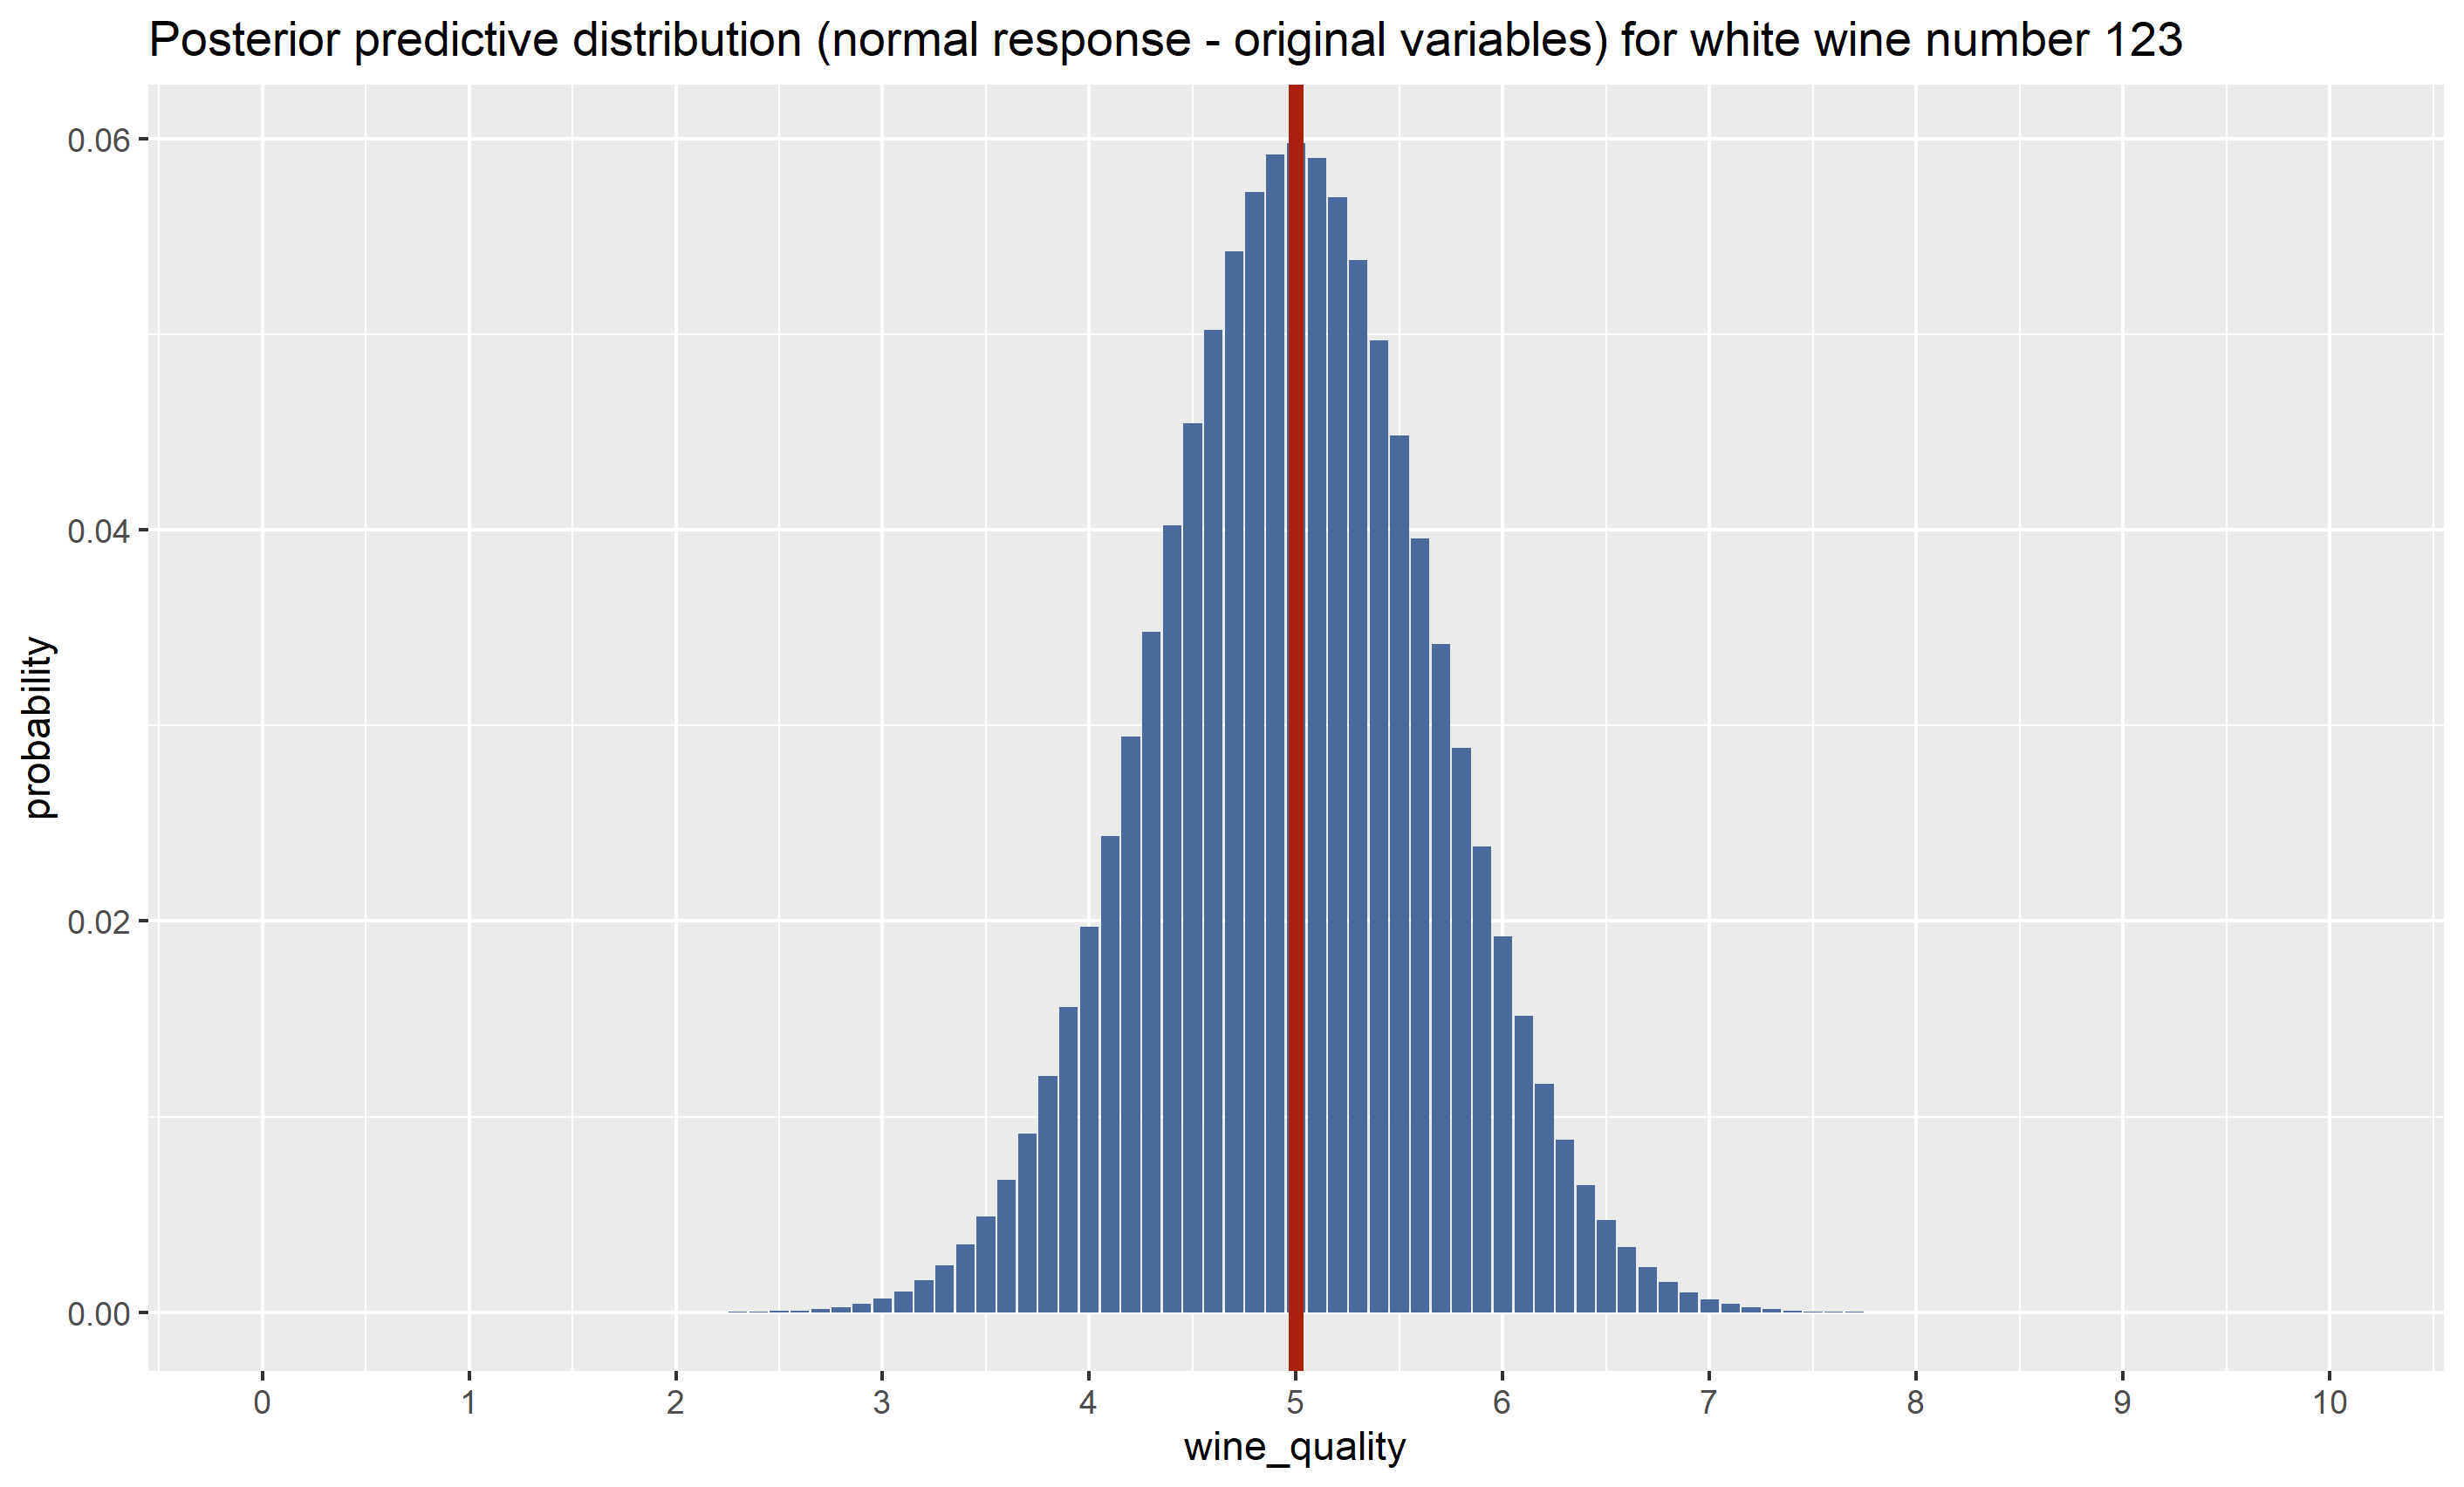 Posterior predictive distribution (normal response - original variables) for white wine number 123
probability
0.06
0.04
0.02
0.00
0 1 2 3 4 5 6 7 8 9 10
wine_quality